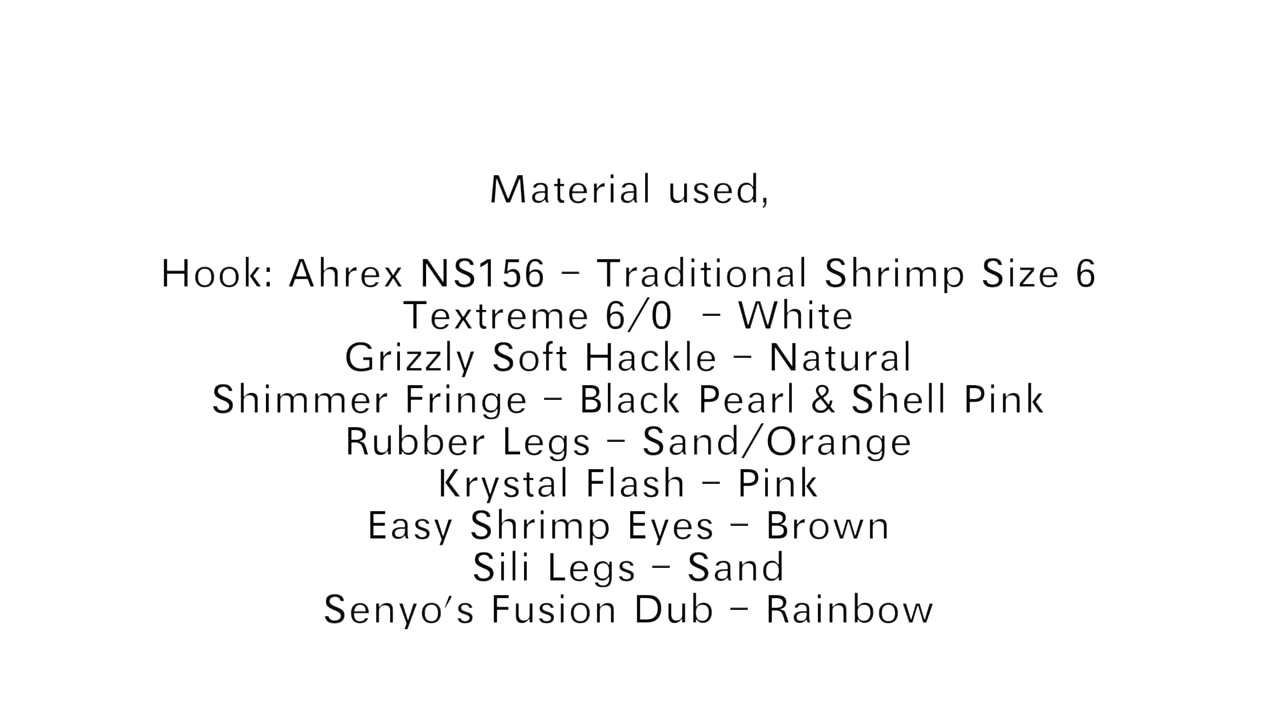 Material used,
Hook: Ahrex NS156 – Traditional Shrimp Size 6
Textreme 6/0  – White
Grizzly Soft Hackle – Natural
Shimmer Fringe – Black Pearl & Shell Pink
Rubber Legs – Sand/Orange
Krystal Flash – Pink
Easy Shrimp Eyes – Brown
Sili Legs – Sand
Senyo's Fusion Dub – Rainbow